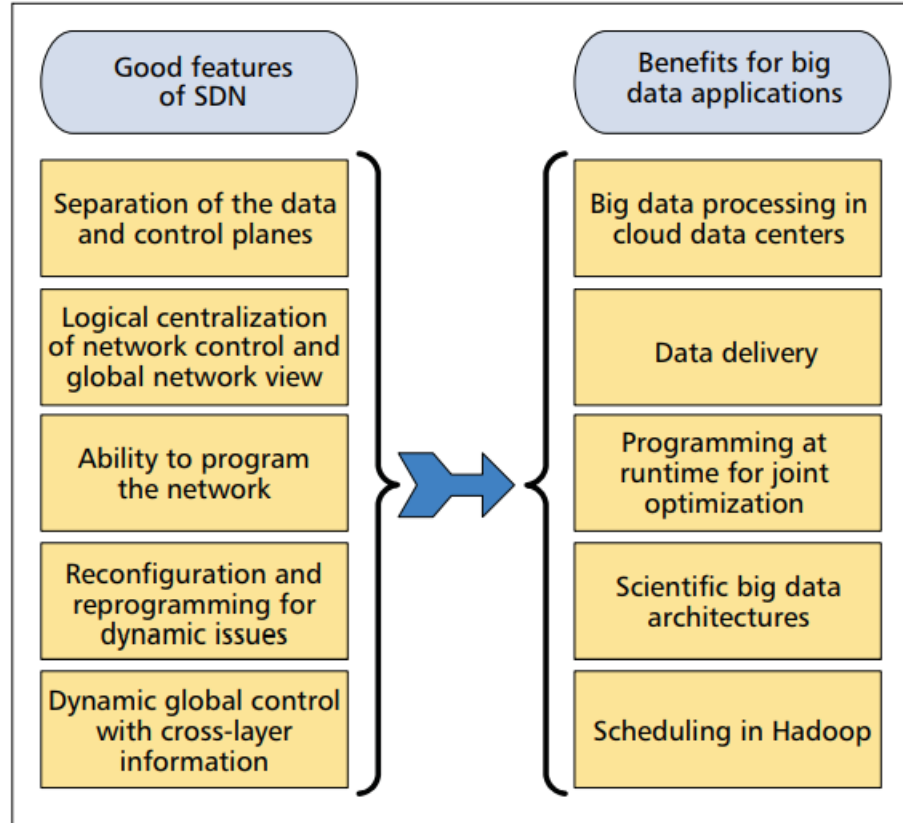 Good features
of SDN
Separation of the data
and control planes
Logical centralization
of network control and
global network view
Ability to program
the network
Reconfiguration and
reprogramming for
dynamic issues
Dynamic global control
with cross-layer
information
Benefits for big
data applications
Big data processing in
cloud data centers
Data delivery
Programming at
runtime for joint
optimization
Scientific big data
architectures
Scheduling in Hadoop